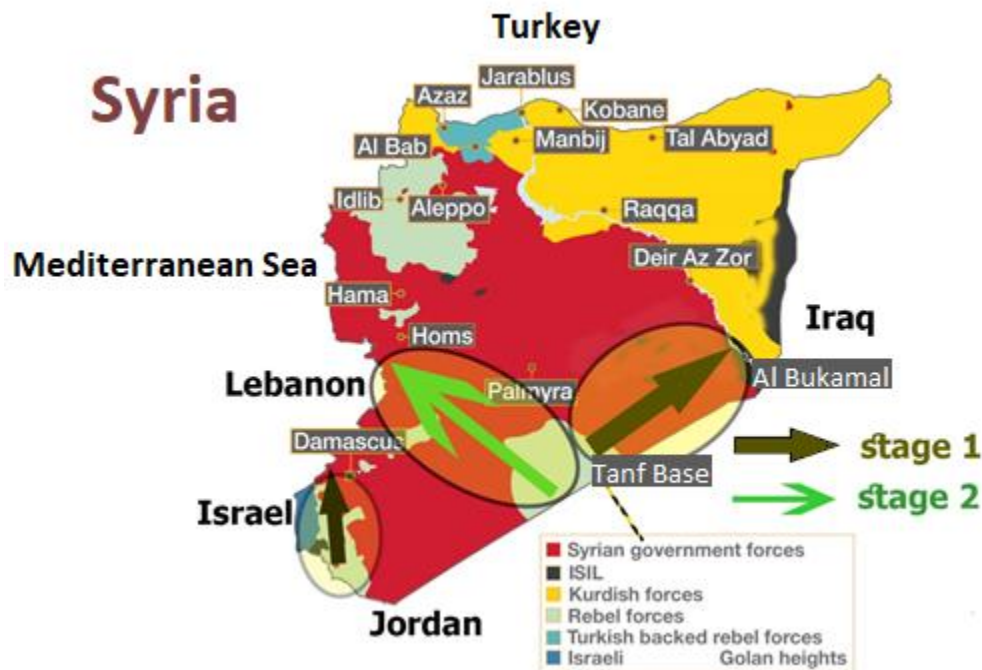 Turkey
Syria
Jarablus
Azaz
Kobane
Al Bab
Manbij
Tal Abyad
Idlib
Aleppo
Raqqa
Mediterranean Sea
Deir Az Zor
Hama
Iraq
Homs
Lebanon
Palmyra
Al Bukamal
Damascus
stage 1
Tanf Base
stage 2
Israel
Syrian government forces
ISIL
Kurdish forces
Rebel forces
Jordan
Turkish backed rebel forces
Israeli Golan heights